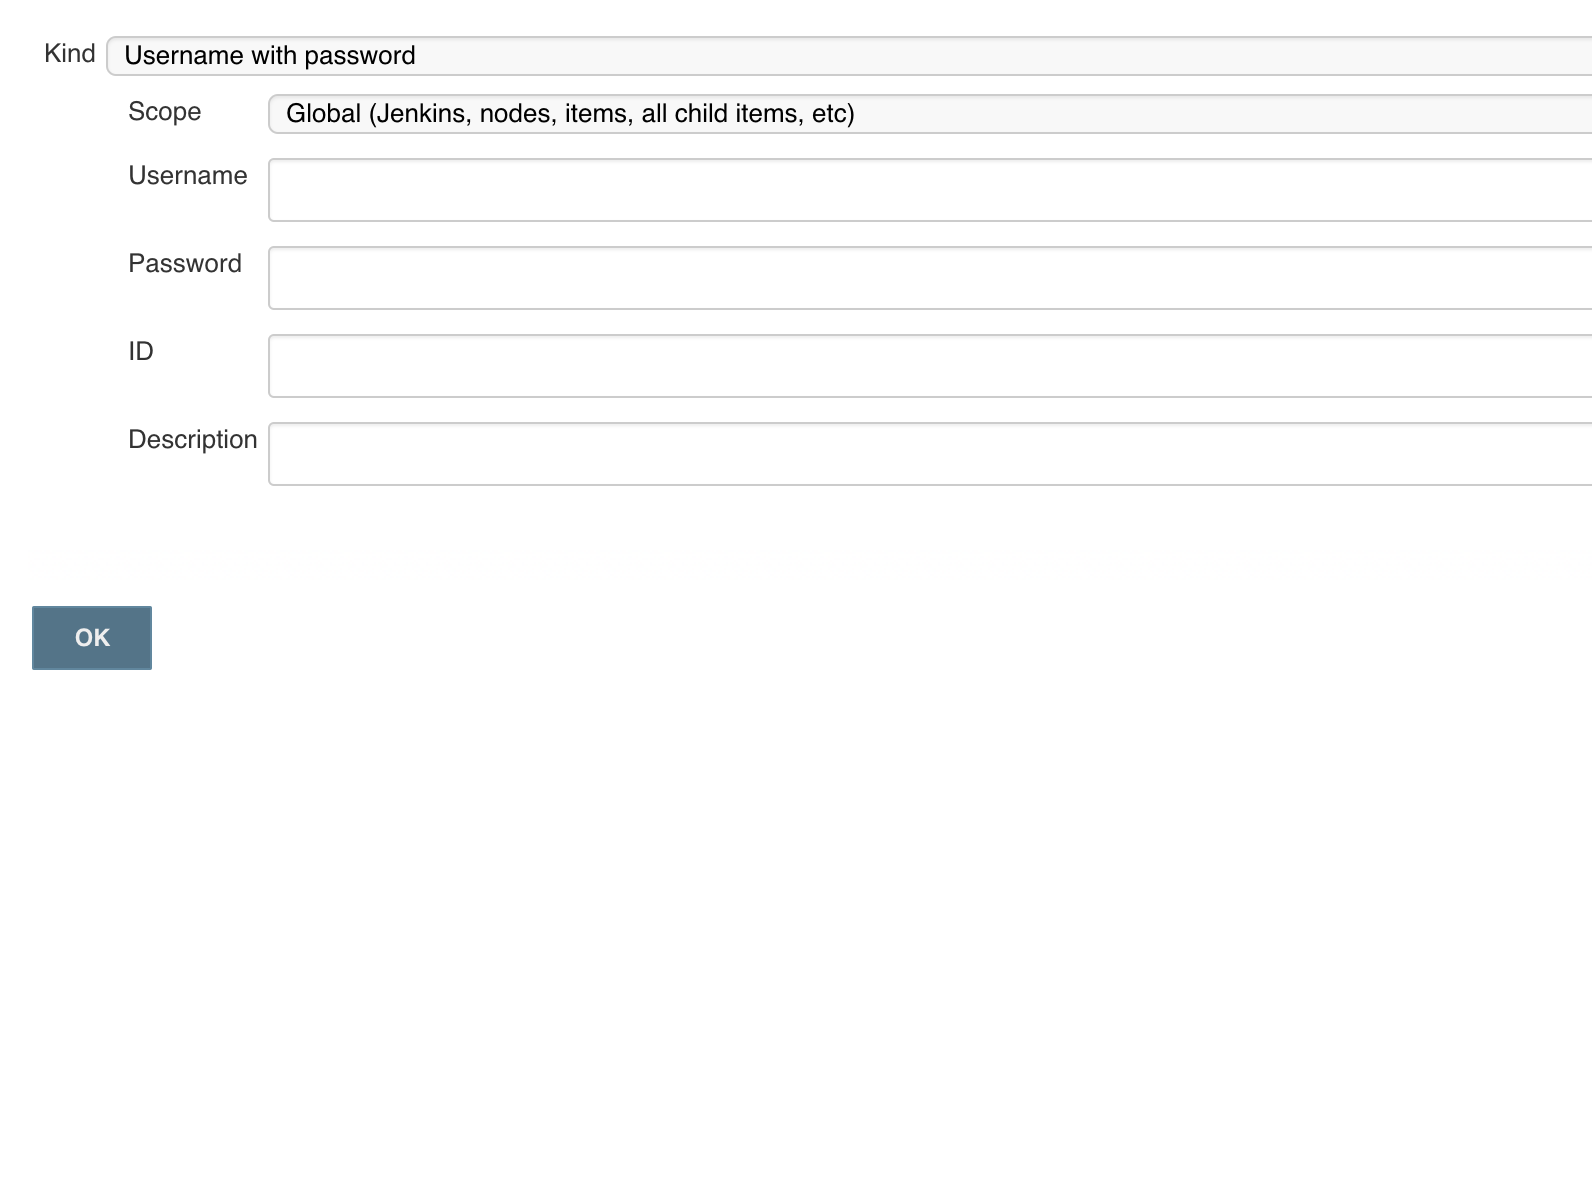 Kind Username with password
Scope Global (Jenkins, nodes, items, all child items, etc)
Username
Password
ID
Description
OK